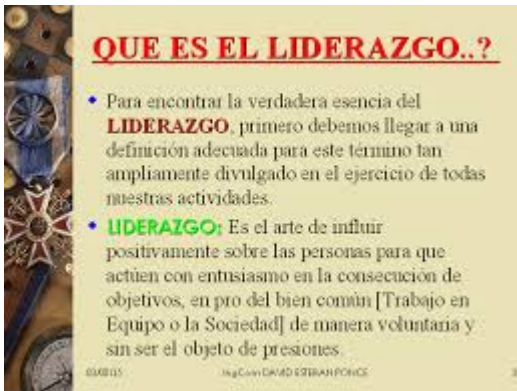 QUE ES EL LIDERAZGO..?
Para encontrar la verdadera esencia del
LIDERAZGO, primero debemos llegar a una
definición adecuada para este término tan
ampliamente divulgado en el ejercicio de todas
nuestras actividades.
LIDERAZGO: Es el arte de influir
positivamente sobre las personas para que
actúen con entusiasmo en la consecución de
objetivos, en pro del bien común [Trabajo en
Equipo o la Sociedad] de manera voluntaria y
sin ser el objeto de presiones.
DAVID ESTEBAN PONCE